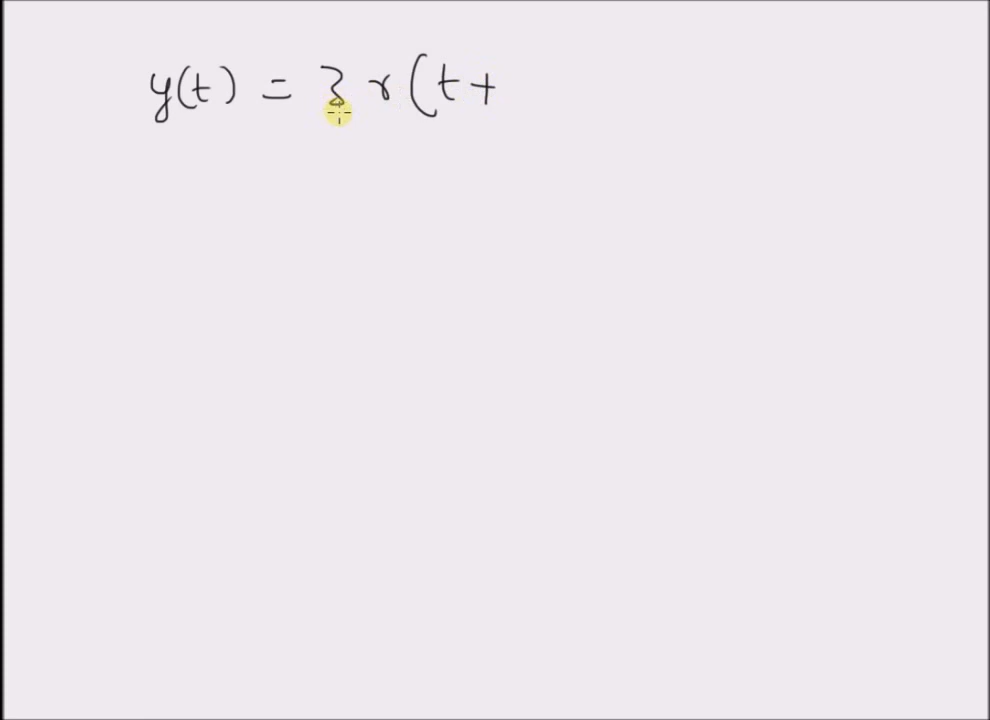 y(t) = 3 r(t+